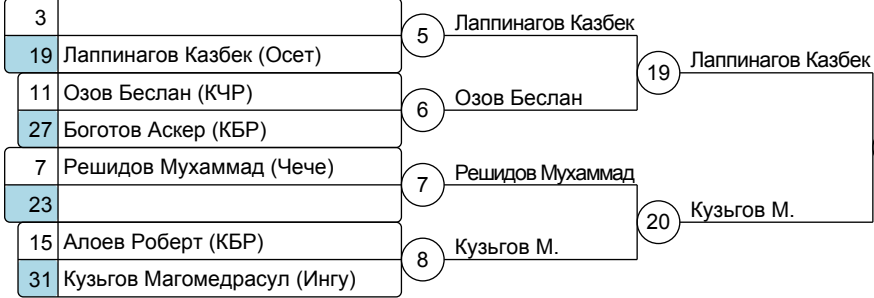 3
19 Лаппинагов Казбек (Осет)
11 Озов Беслан (КЧР)
27 Боготов Аскер (КБР)
7 Решидов Мухаммад (Чече)
23
15 Алоев Роберт (КБР)
31 Кузьгов Магомедрасул (Ингу)
5 Лаппинагов Казбек
6 Озов Беслан
7 Решидов Мухаммад
8 Кузьгов М.
19 Лаппинагов Казбек
20 Кузьгов М.